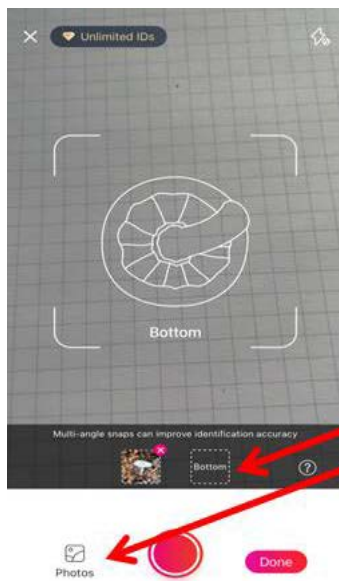 Unlimited IDs
Bottom
Multi-angle snaps can improve identification accuracy
Bottom
?
Photos
Done